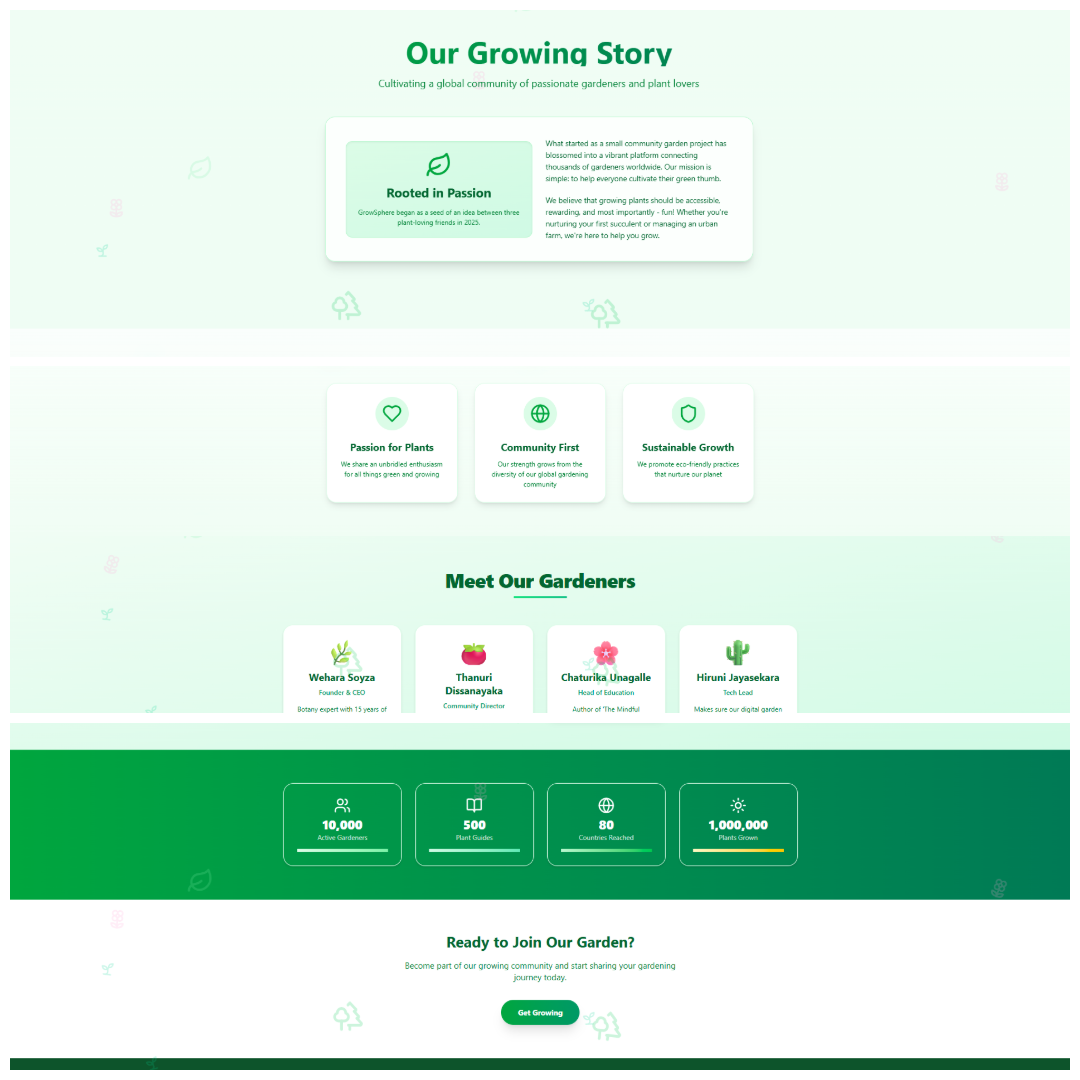 Our Growing Story
Cultivating a global community of passionate gardeners and plant lovers
Rooted in Passion
GrowSphere began as a seed of an idea between three
plant-loving friends in 2025.
What started as a small community garden project has
blossomed into a vibrant platform connecting
thousands of gardeners worldwide. Our mission is
simple: to help everyone cultivate their green thumb.
We believe that growing plants should be accessible,
rewarding, and most importantly - fun! Whether you're
nurturing your first succulent or managing an urban
farm, we're here to help you grow.
Passion for Plants
We share an unbridled enthusiasm
for all things green and growing
Community First
Our strength grows from the
diversity of our global gardening
community
Sustainable Growth
We promote eco-friendly practices
that nurture our planet
Meet Our Gardeners
Wehara Soyza
Founder & CEO
Botany expert with 15 years of
Thanuri
Dissanayaka
Community Director
Chaturika Unagalle
Head of Education
Author of 'The Mindful
Hiruni Jayasekara
Tech Lead
Makes sure our digital garden
10,000
Active Gardeners
500
Plant Guides
80
Countries Reached
1,000,000
Plants Grown
Ready to Join Our Garden?
Become part of our growing community and start sharing your gardening
journey today.
Get Growing